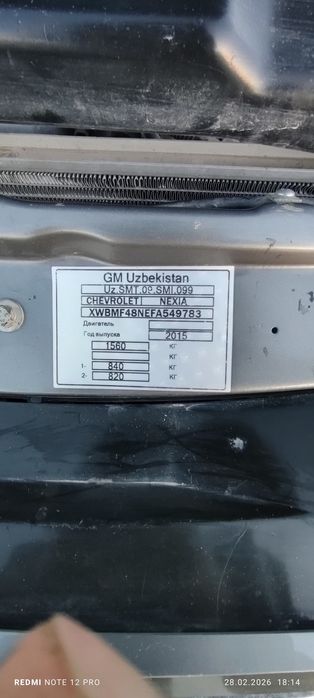 GM Uzbekistan
Uz.SMT.08.SMI.099
CHEVROLET NEXIA
XWBMF48NEFA549783
Двигатель
Год выпуска 2015
1560 КГ
КГ
1- 840 КГ
2- 820 КГ
REDMI NOTE 12 PRO 28.02.2026 18:14